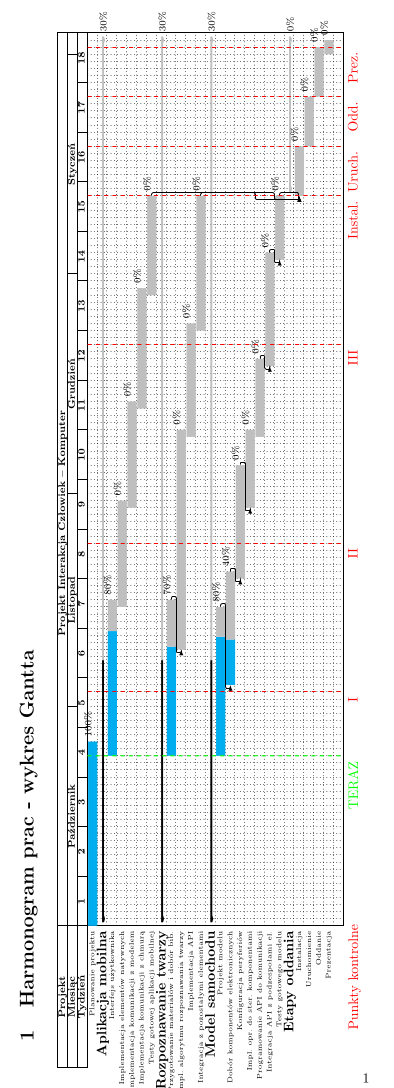 1 Harmonogram prac - wykres Gantta
Projekt
Projekt Interakcja Człowiek – Komputer
Miesiąc
Październik
Listopad
Grudzień
Styczeń
Tydzień
1 2 3 4 5 6 7 8 9 10 11 12 13 14 15 16 17 18
Planowanie projektu
100%
Aplikacja mobilna
30%
Interfejs użytkownika
80%
Implementacja elementów natywnych
0%
Implementacja komunikacji z modelem
0%
Implementacja komunikacji z chmurą
0%
Testy gotowej aplikacji mobilnej
0%
Rozpoznawanie twarzy
30%
Przygotowanie materiałów i dobór bib.
70%
Impl. algorytmu rozpoznawania twarzy
0%
Implementacja API
0%
Integracja z pozostałymi elementami
0%
Model samochodu
30%
Projekt modelu
80%
Dobór komponentów elektronicznych
40%
Konfiguracja peryferiów
0%
Impl. opr. do ster. komponentami
0%
Programowanie API do komunikacji
0%
Integracja API z podzespołami el.
0%
Testy gotowego modelu
0%
Etapy oddania
0%
Instalacja
0%
Uruchomienie
0%
Oddanie
0%
Prezentacja
0%
Punkty kontrolne
TERAZ
I
II
III
Instal.
Uruch.
Odd.
Prez.
1